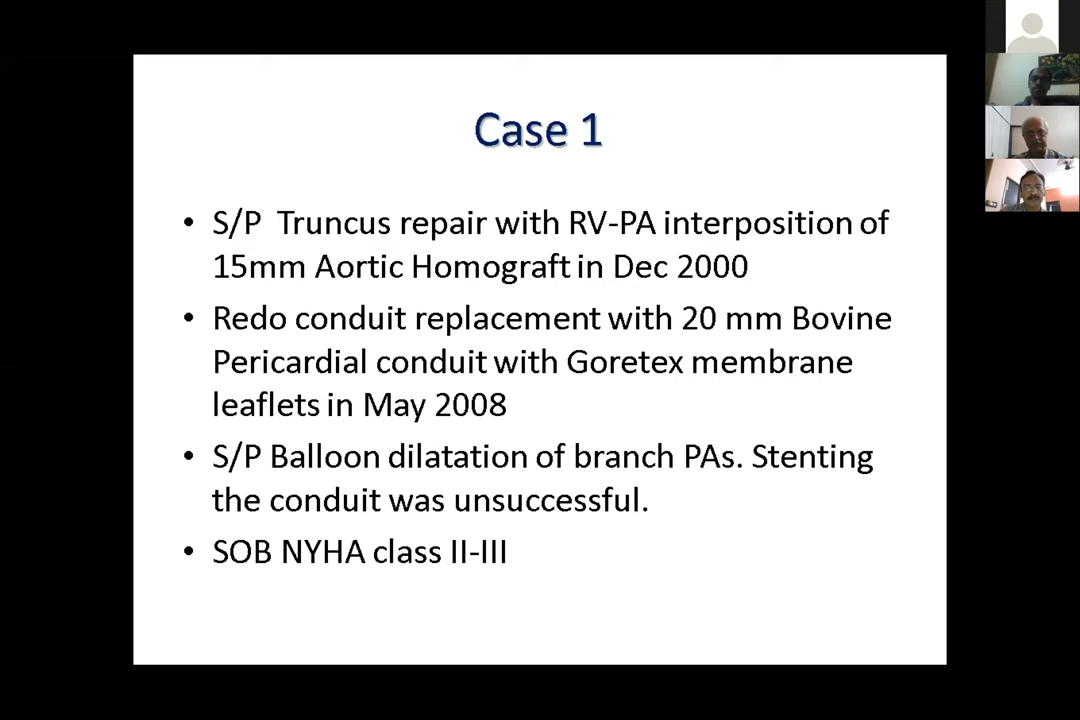 Case 1
• S/P Truncus repair with RV-PA interposition of
15mm Aortic Homograft in Dec 2000
• Redo conduit replacement with 20 mm Bovine
Pericardial conduit with Goretex membrane
leaflets in May 2008
• S/P Balloon dilatation of branch PAs. Stenting
the conduit was unsuccessful.
• SOB NYHA class II-III